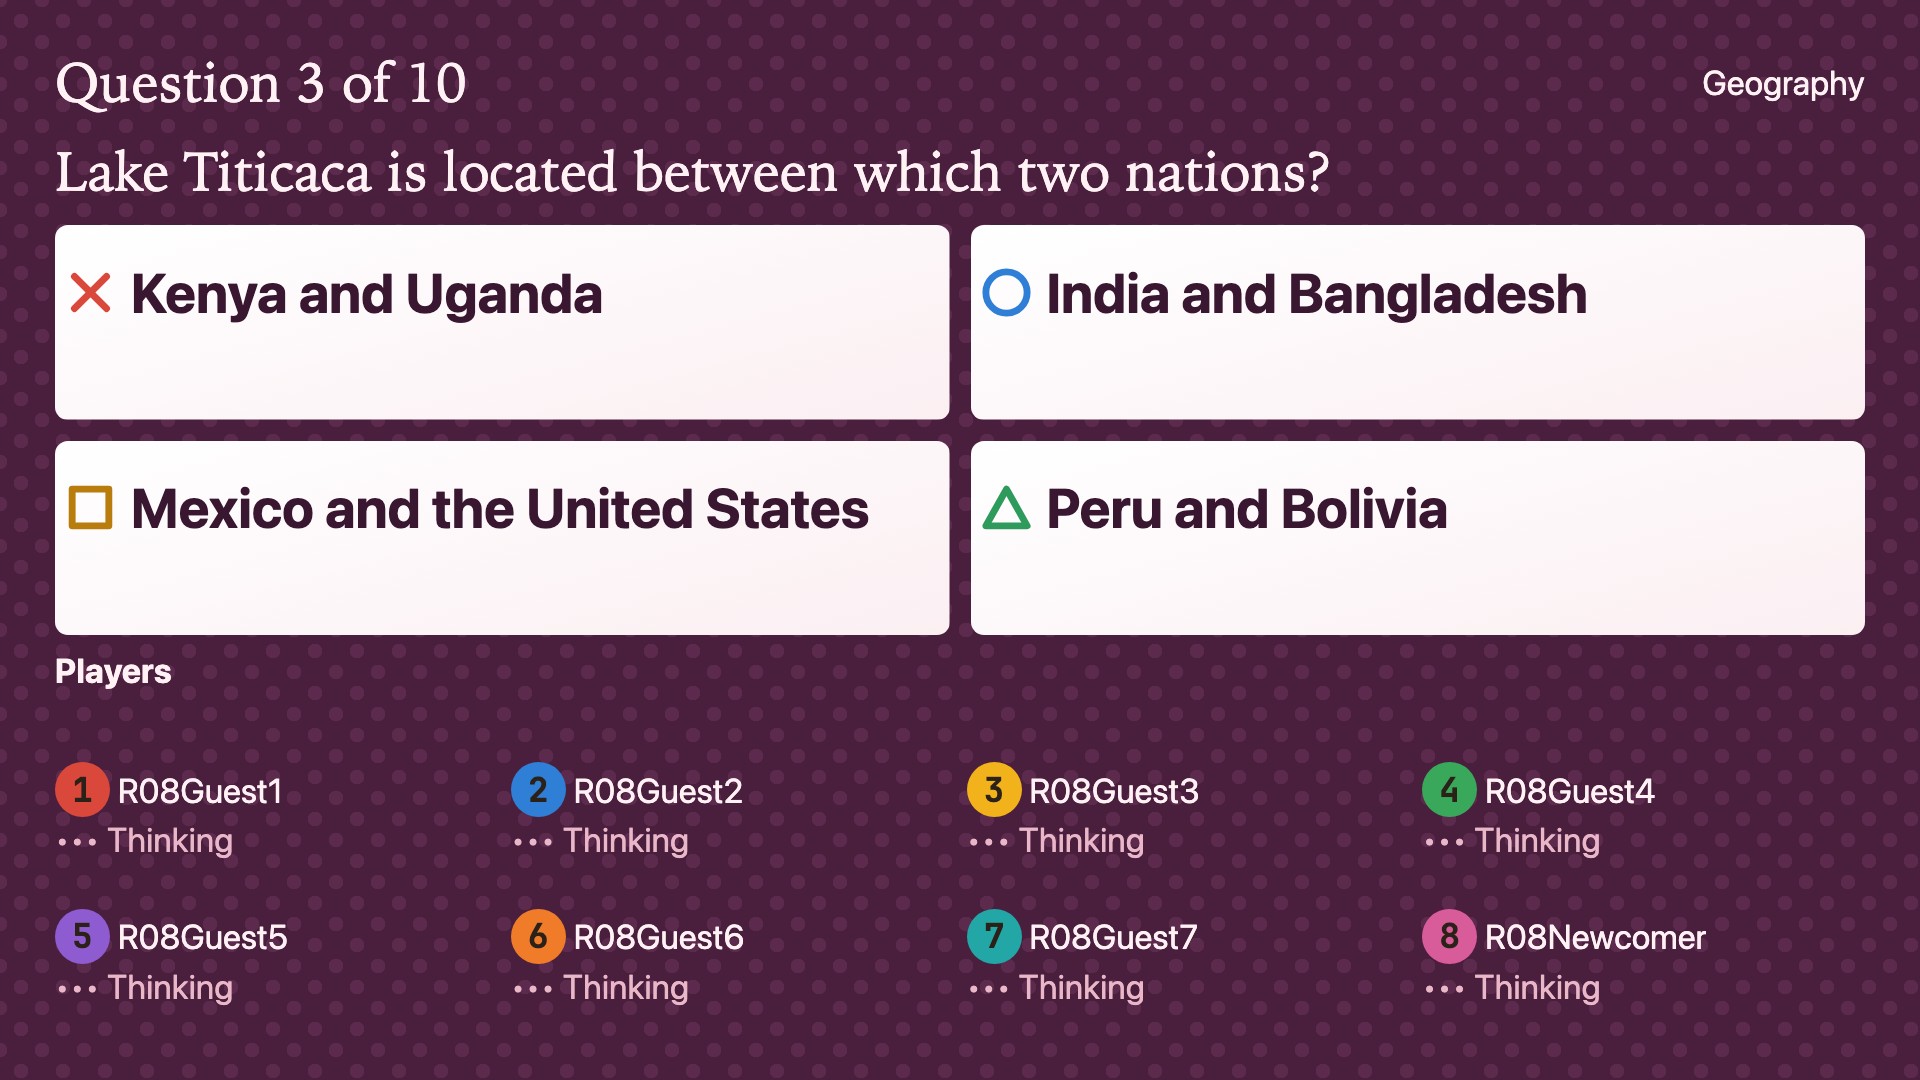 Question 3 of 10
Geography
Lake Titicaca is located between which two nations?
Kenya and Uganda
India and Bangladesh
Mexico and the United States
Peru and Bolivia
Players
1 R08Guest1
••• Thinking
2 R08Guest2
••• Thinking
3 R08Guest3
••• Thinking
4 R08Guest4
••• Thinking
5 R08Guest5
••• Thinking
6 R08Guest6
••• Thinking
7 R08Guest7
••• Thinking
8 R08Newcomer
••• Thinking